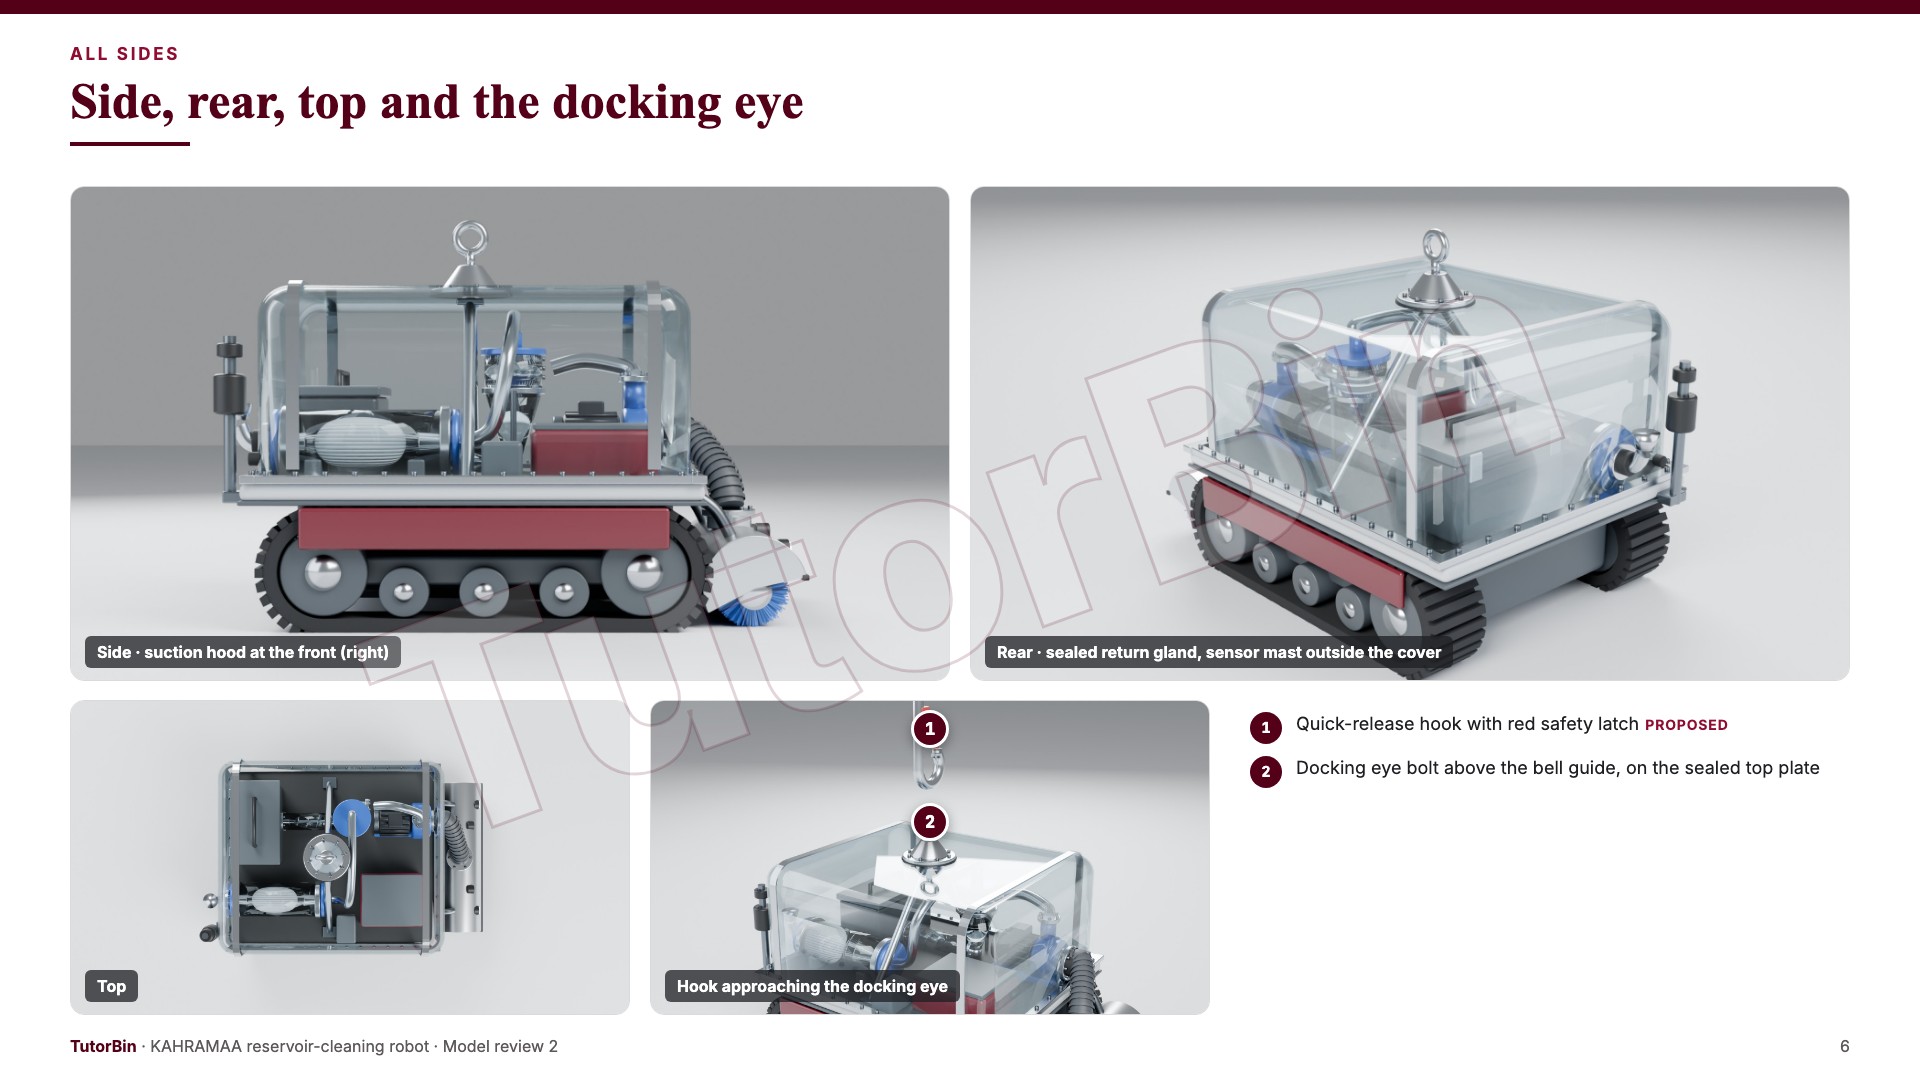 ALL SIDES
Side, rear, top and the docking eye
Side · suction hood at the front (right)
Rear · sealed return gland, sensor mast outside the cover
Top
1
2
Hook approaching the docking eye
1 Quick-release hook with red safety latch PROPOSED
2 Docking eye bolt above the bell guide, on the sealed top plate
TutorBin
TutorBin · KAHRAMAA reservoir-cleaning robot · Model review 2
6